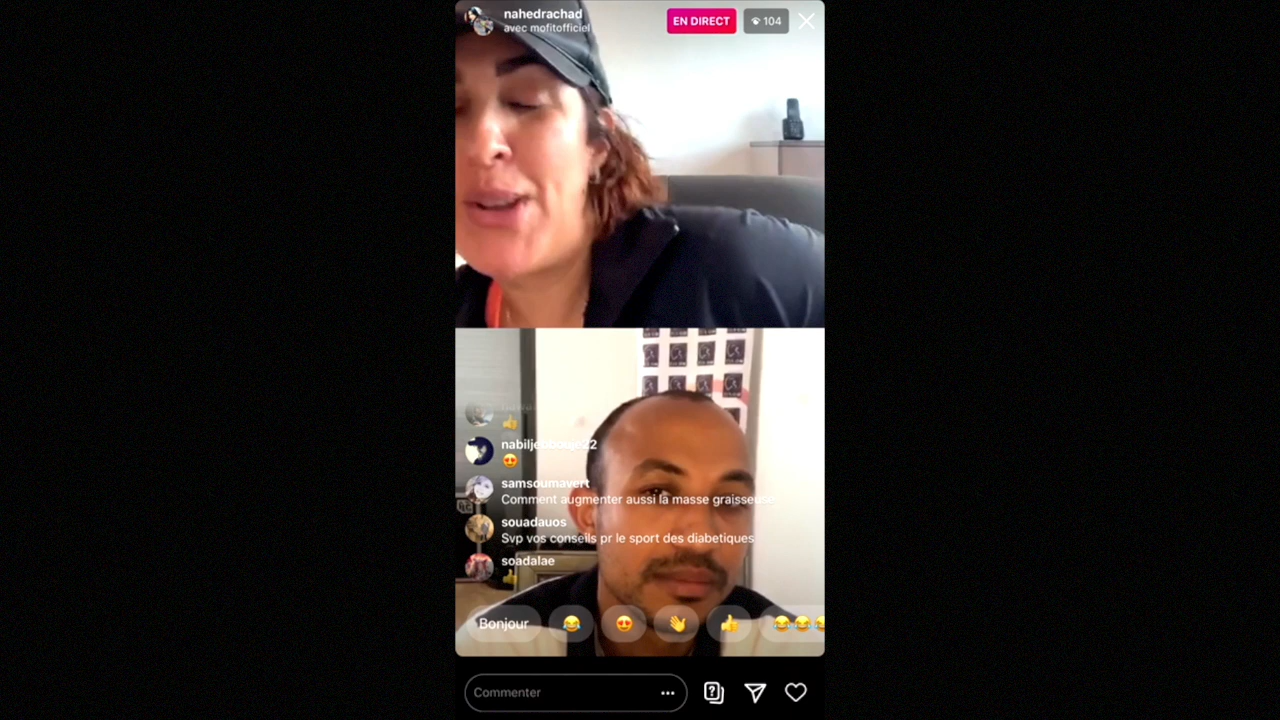 nahedrachad
avec mofitofficiel
EN DIRECT
104
👍
😍
samsoumavert
Comment augmenter aussi la masse graisseuse
souadauos
Svp vos conseils pr le sport des diabetiques
soadalae
👍
Bonjour 😂 😍 👋 👍 😂😂😂
Commenter